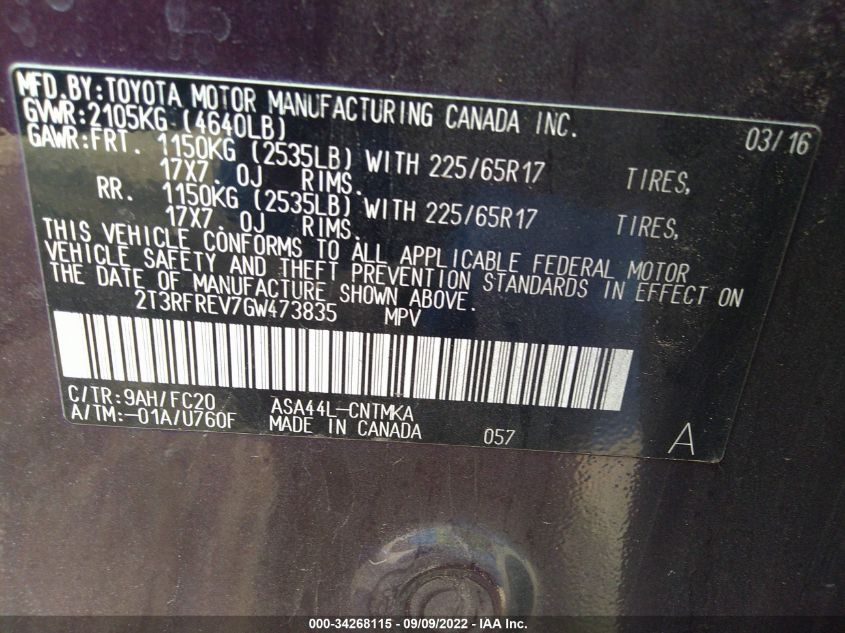 MFD.BY:TOYOTA MOTOR MANUFACTURING CANADA INC.
03/16
GVWR:2105KG (4640LB)
GAWR:FRT. 1150KG (2535LB) WITH 225/65R17 TIRES,
17X7.0J RIMS.
RR. 1150KG (2535LB) WITH 225/65R17 TIRES,
17X7.0J RIMS.
THIS VEHICLE CONFORMS TO ALL APPLICABLE FEDERAL MOTOR
VEHICLE SAFETY AND THEFT PREVENTION STANDARDS IN EFFECT ON
THE DATE OF MANUFACTURE SHOWN ABOVE.
2T3RFREV7GW473835 MPV
C/TR:9AH/FC20 ASA44L-CNTMKA
A/TM:-01A/U760F MADE IN CANADA 057 A
000-34268115 - 09/09/2022 - IAA Inc.